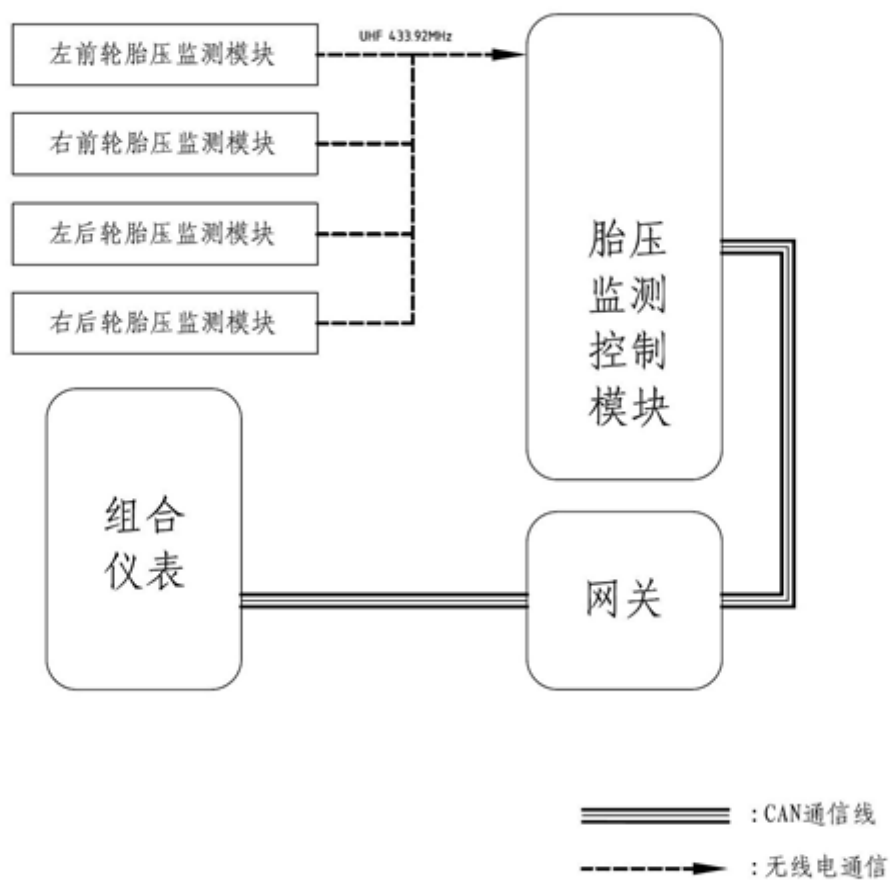 左前轮胎压监测模块
UHF 433.92MHz
右前轮胎压监测模块
左后轮胎压监测模块
右后轮胎压监测模块
胎压
监测
控制
模块
组合
仪表
网关
:CAN通信线
:无线电通信